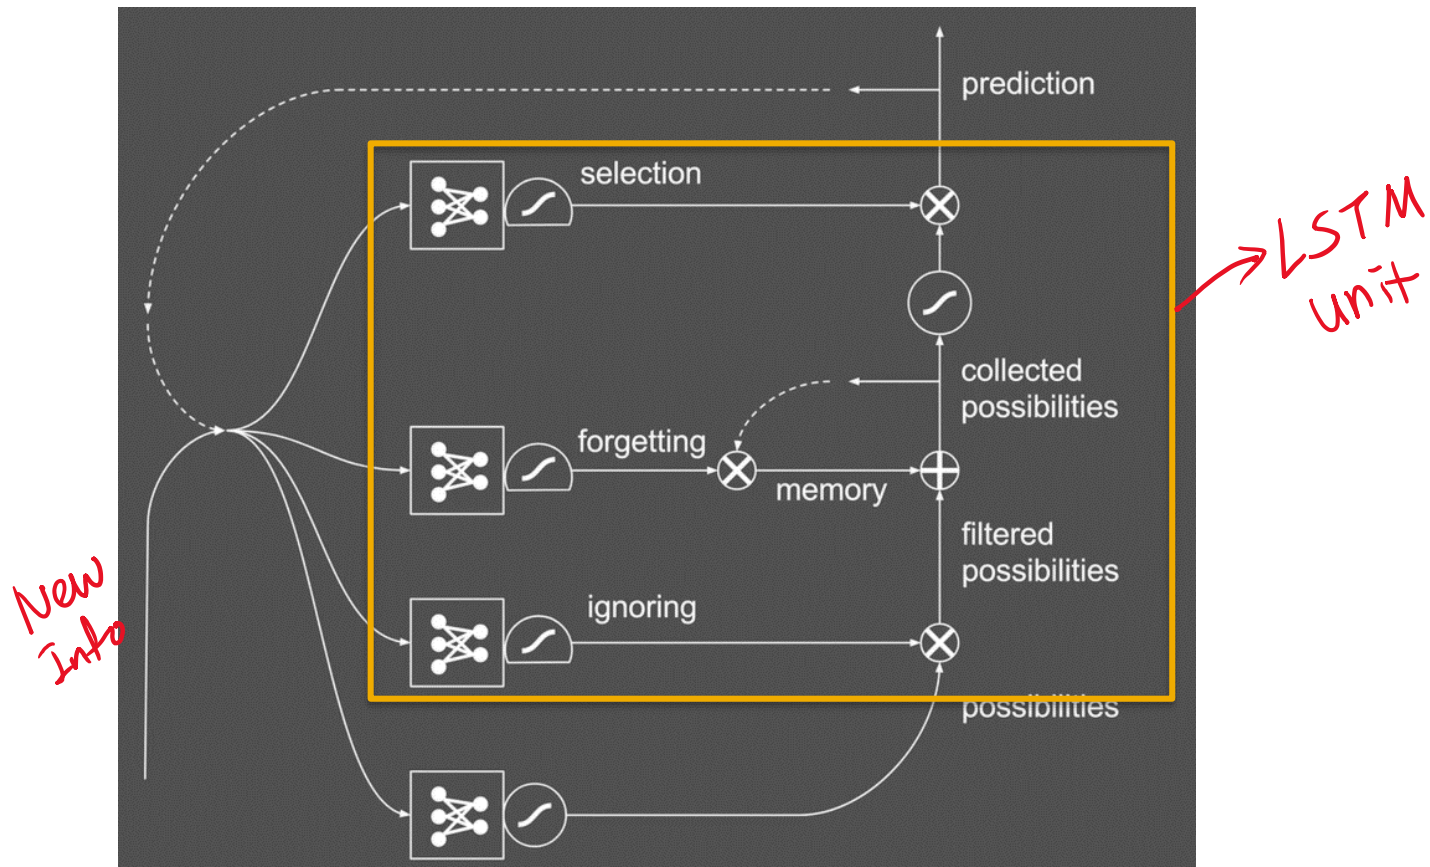 prediction
selection
LSTM
unit
collected
possibilities
forgetting
memory
filtered
possibilities
New
Info
ignoring
possibilities